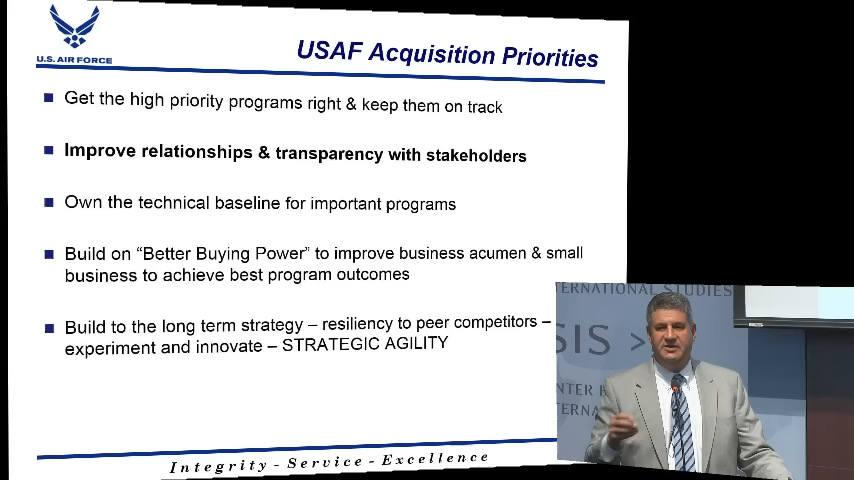 U.S. AIR FORCE
USAF Acquisition Priorities
Get the high priority programs right & keep them on track
Improve relationships & transparency with stakeholders
Own the technical baseline for important programs
Build on “Better Buying Power” to improve business acumen & small
business to achieve best program outcomes
Build to the long term strategy – resiliency to peer competitors –
experiment and innovate – STRATEGIC AGILITY
Integrity - Service - Excellence
TERNATIONAL STUDIES
SIS >
NTER
TERNA